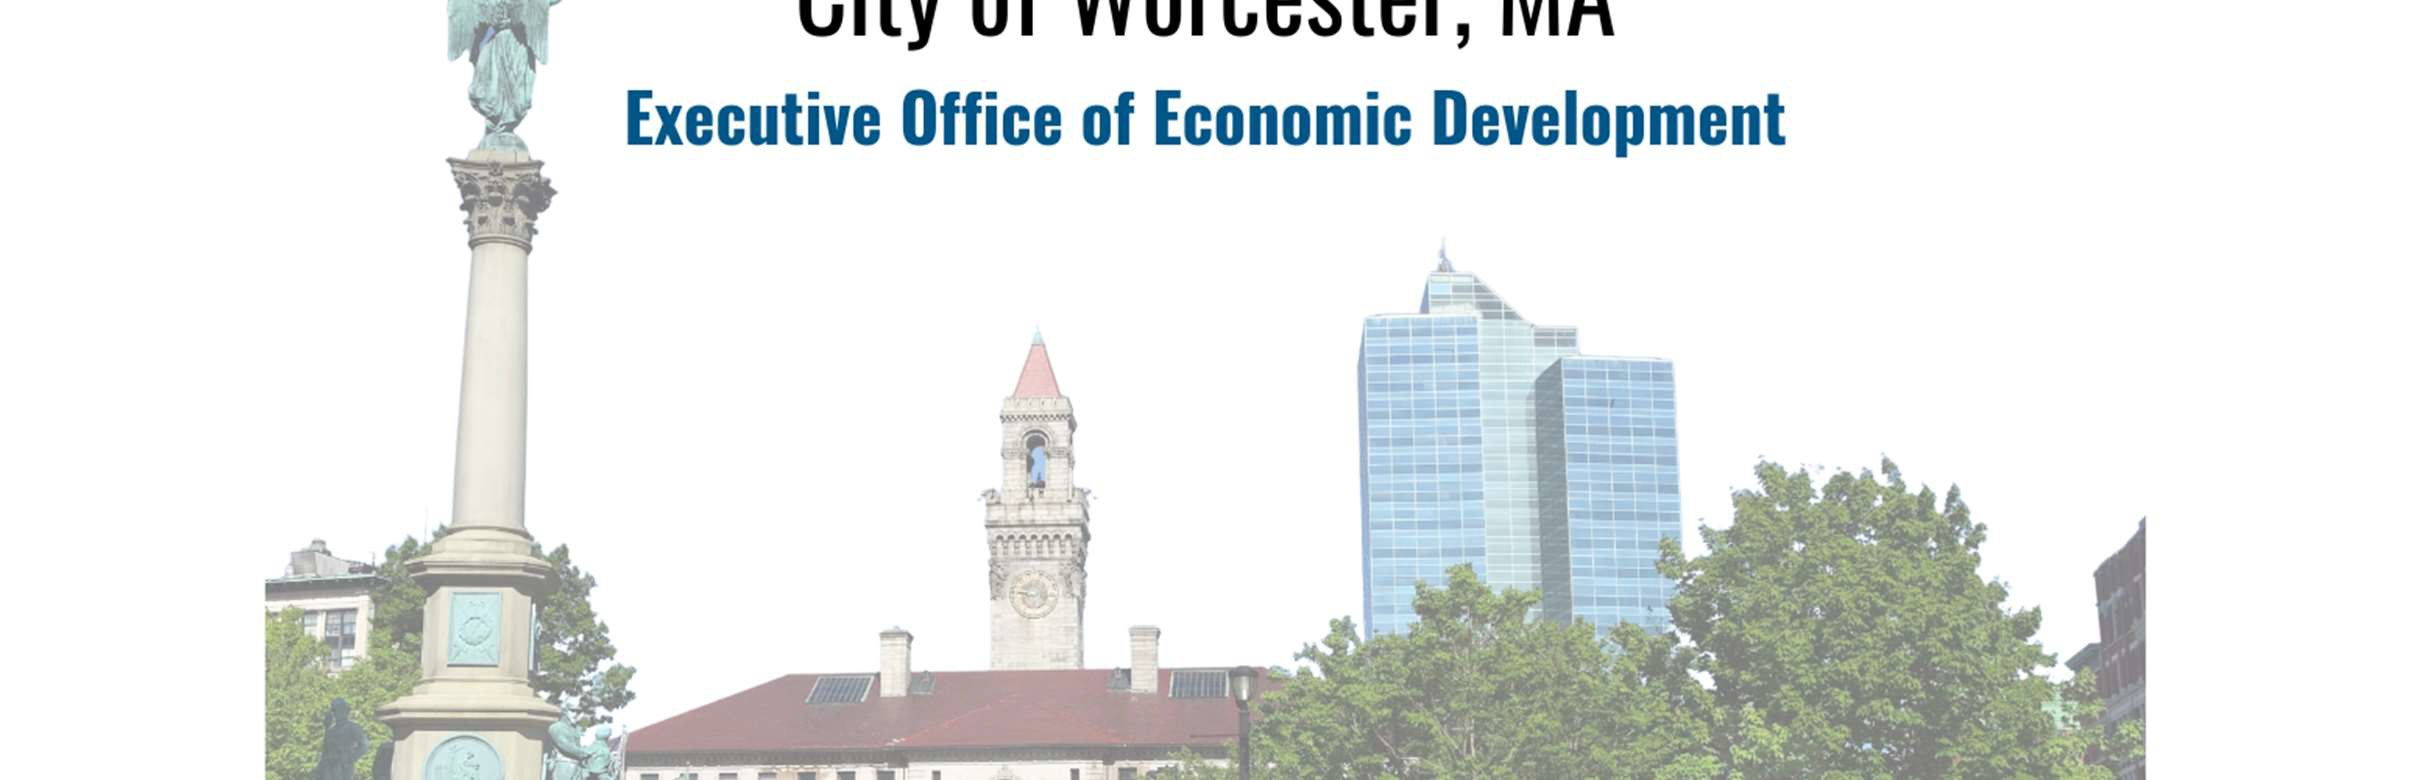 City of Worcester, MA
Executive Office of Economic Development